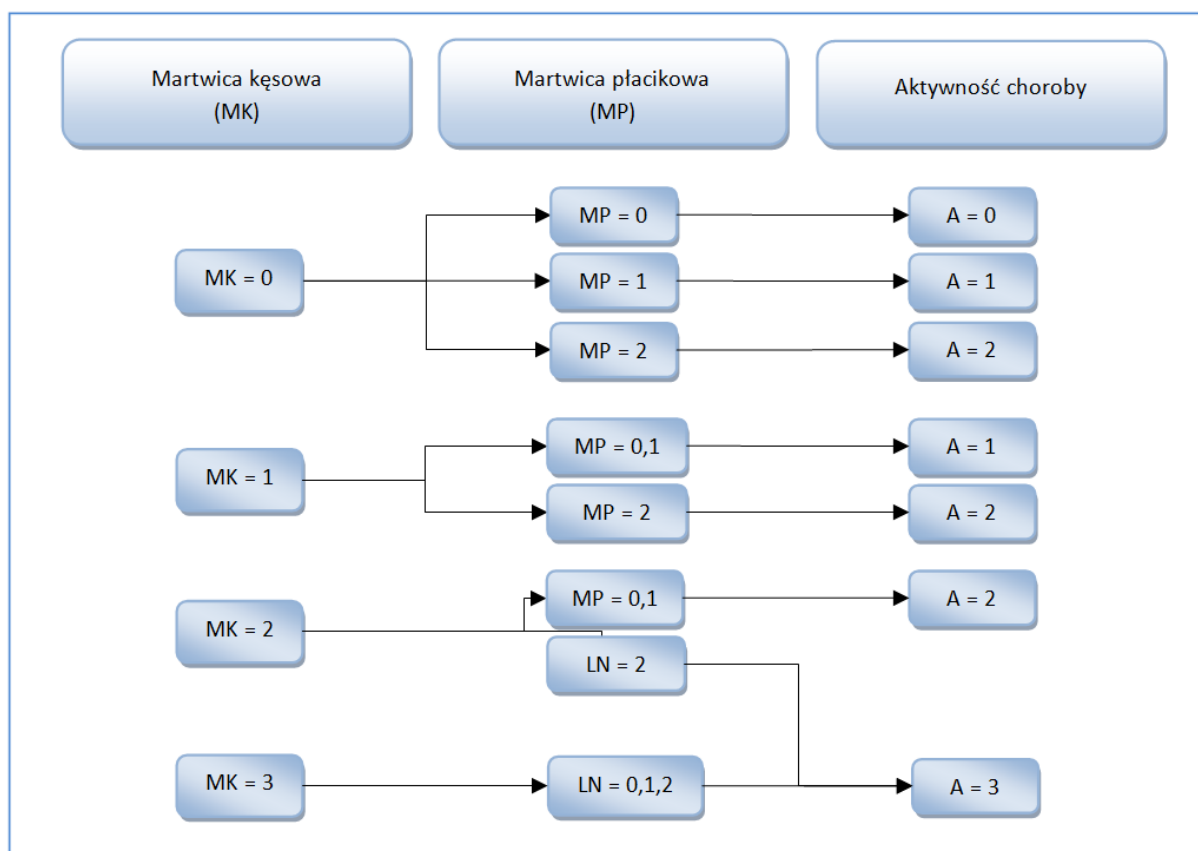 Martwica kęsowa
(MK)
Martwica płacikowa
(MP)
Aktywność choroby
MK = 0
MP = 0
A = 0
MP = 1
A = 1
MP = 2
A = 2
MK = 1
MP = 0,1
A = 1
MP = 2
A = 2
MK = 2
MP = 0,1
A = 2
LN = 2
MK = 3
LN = 0,1,2
A = 3